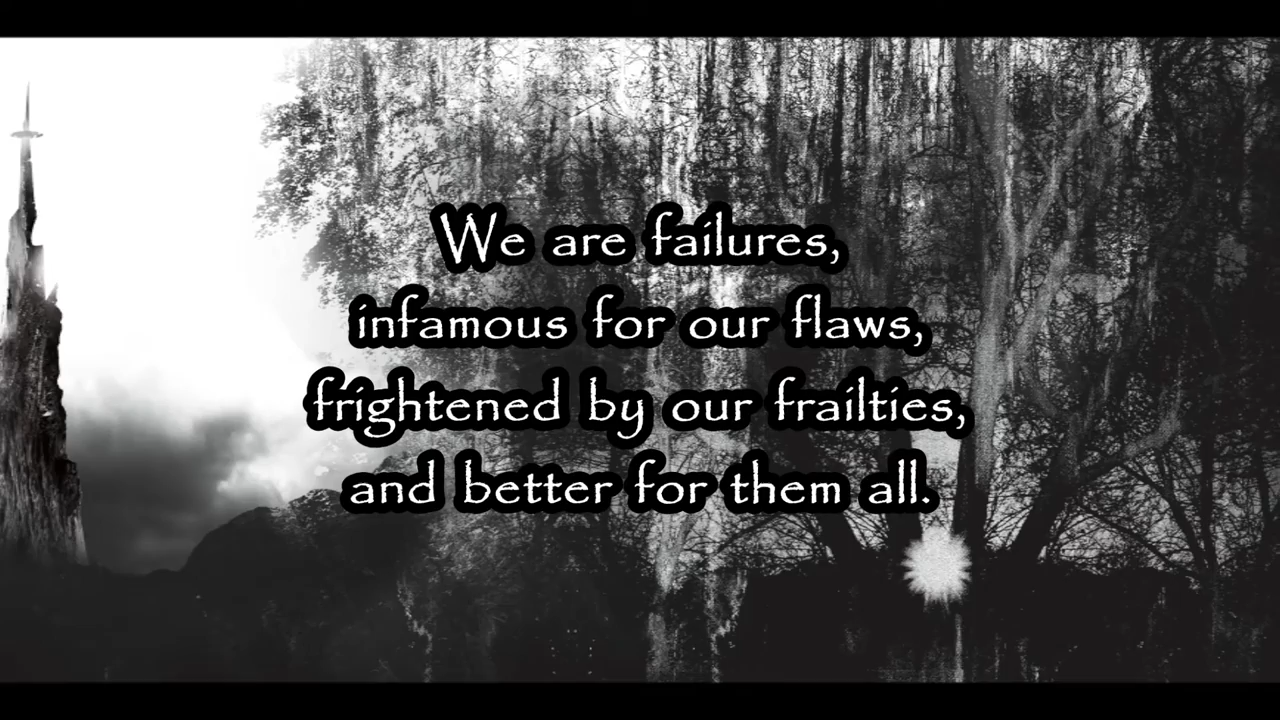 We are failures,
infamous for our flaws,
frightened by our frailties,
and better for them all.